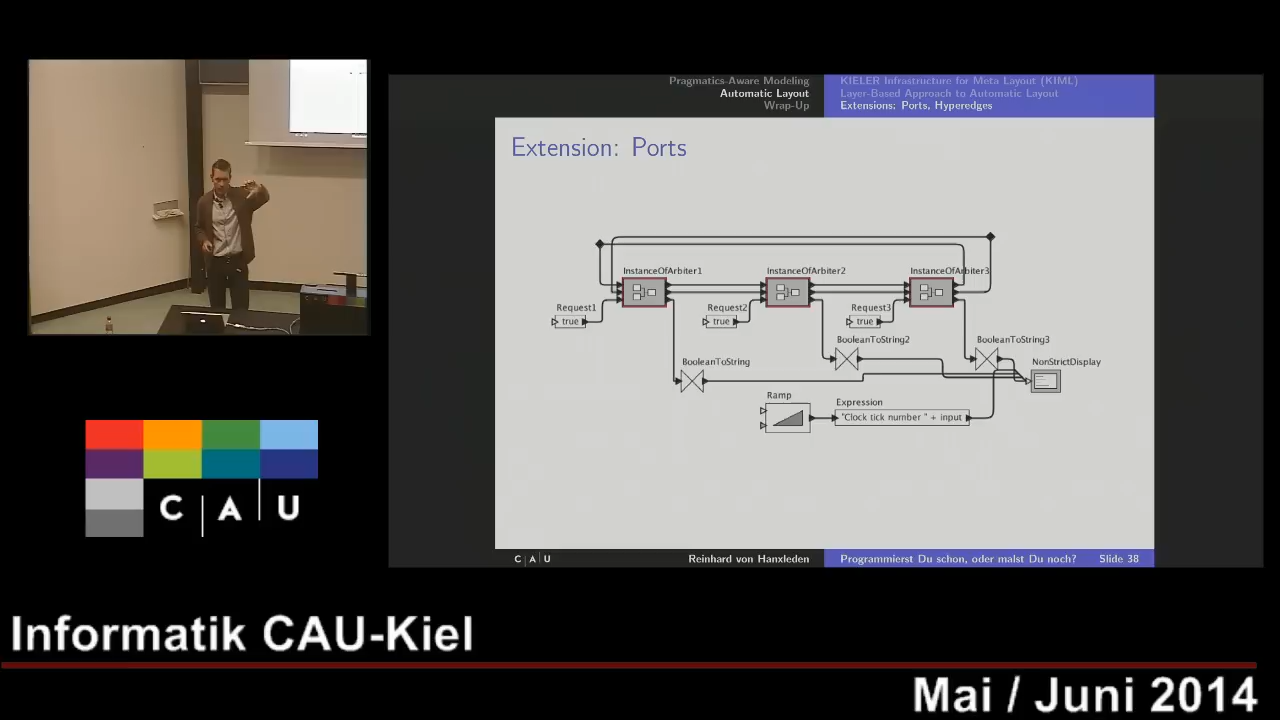 Pragmatics-Aware Modeling
Automatic Layout
Wrap-Up
KIELER Infrastructure for Meta Layout (KIML)
Layer-Based Approach to Automatic Layout
Extensions: Ports, Hyperedges
Extension: Ports
InstanceOfArbiter1
InstanceOfArbiter2
InstanceOfArbiter3
Request1
Request2
Request3
true
true
true
BooleanToString2
BooleanToString3
BooleanToString
NonStrictDisplay
Ramp
Expression
"Clock tick number " + input
C A U
Reinhard von Hanxleden
Programmierst Du schon, oder malst Du noch?
Slide 38
C A U
Informatik CAU-Kiel
Mai / Juni 2014